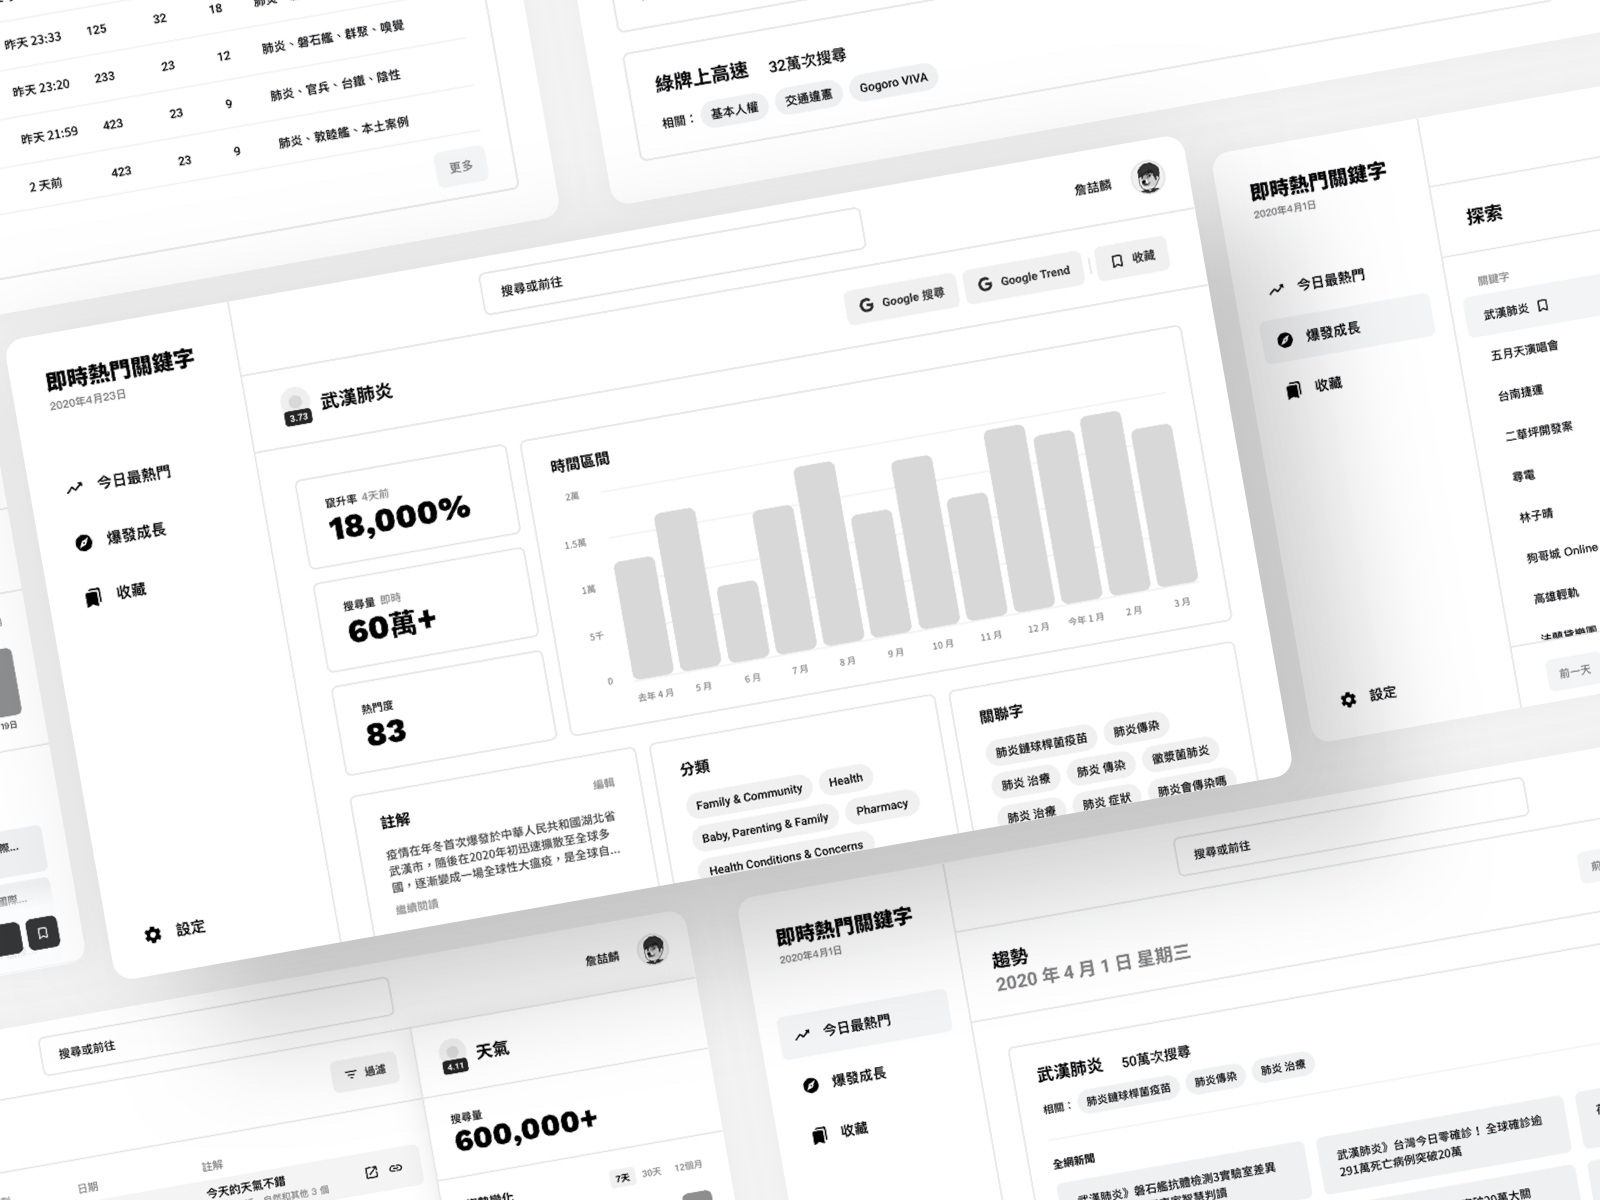 昨天 23:33 125 32 18
昨天 23:20 233 23 12 肺炎、磐石艦、群聚、嗅覺
昨天 21:59 423 23 9 肺炎、官兵、台鐵、陰性
2 天前 423 23 9 肺炎、敦睦艦、本土案例
更多
綠牌上高速 32萬次搜尋
相關： 基本人權 交通違憲 Gogoro VIVA
詹喆麟
搜尋或前往
Google 搜尋 Google Trend 收藏
即時熱門關鍵字
2020年4月23日
今日最熱門
爆發成長
收藏
設定
3.73 武漢肺炎
竄升率 4天前
18,000%
搜尋量 即時
60萬+
熱門度
83
時間區間
2萬
1.5萬
1萬
5千
0
去年 4 月 5 月 6 月 7 月 8 月 9 月 10 月 11 月 12 月 今年 1 月 2 月 3 月
編輯
註解
疫情在年冬首次爆發於中華人民共和國湖北省
武漢市，隨後在2020年初迅速擴散至全球多
國，逐漸變成一場全球性大瘟疫，是全球自...
繼續閱讀
分類
Family & Community Health
Baby, Parenting & Family Pharmacy
Health Conditions & Concerns
關聯字
肺炎鏈球桿菌疫苗 肺炎傳染
肺炎 治療 肺炎 傳染 黴漿菌肺炎
肺炎 治療 肺炎 症狀 肺炎會傳染嗎
即時熱門關鍵字
2020年4月1日
今日最熱門
爆發成長
收藏
設定
探索
關鍵字
武漢肺炎
五月天演唱會
台南捷運
二草坪開發案
尋電
林子晴
狗哥城 Online
高雄輕軌
前一天
19日
詹喆麟
搜尋或前往
過濾
日期
註解
今天的天氣不錯
4.11 天氣
搜尋量
600,000+
7天 30天 12個月
搜尋或前往
即時熱門關鍵字
2020年4月1日
今日最熱門
爆發成長
收藏
趨勢
2020 年 4 月 1 日 星期三
武漢肺炎 50萬次搜尋
相關： 肺炎鏈球桿菌疫苗 肺炎傳染 肺炎 治療
全網新聞
武漢肺炎》磐石艦抗體檢測3實驗室差異
武漢肺炎》台灣今日零確診！ 全球確診逾
291萬死亡病例突破20萬